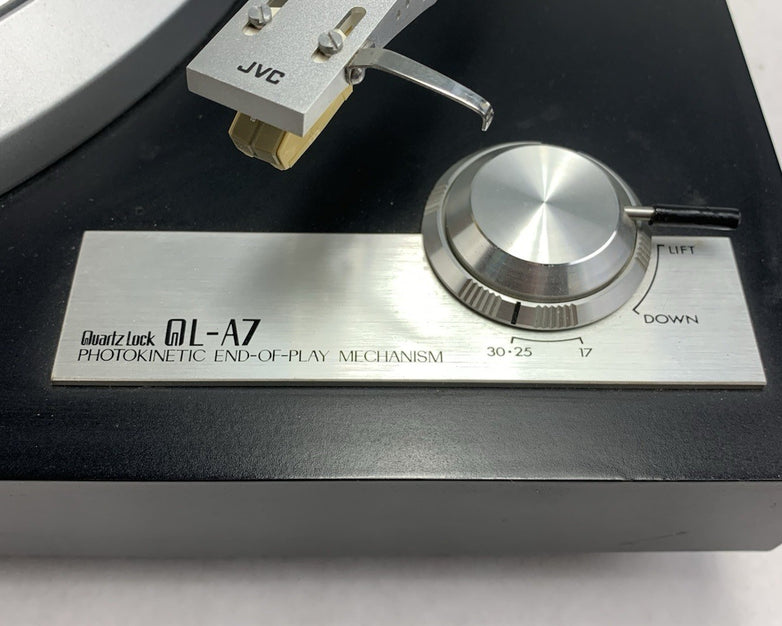 JVC
LIFT
DOWN
Quartz Lock QL-A7
PHOTOKINETIC END-OF-PLAY MECHANISM
30·25 17